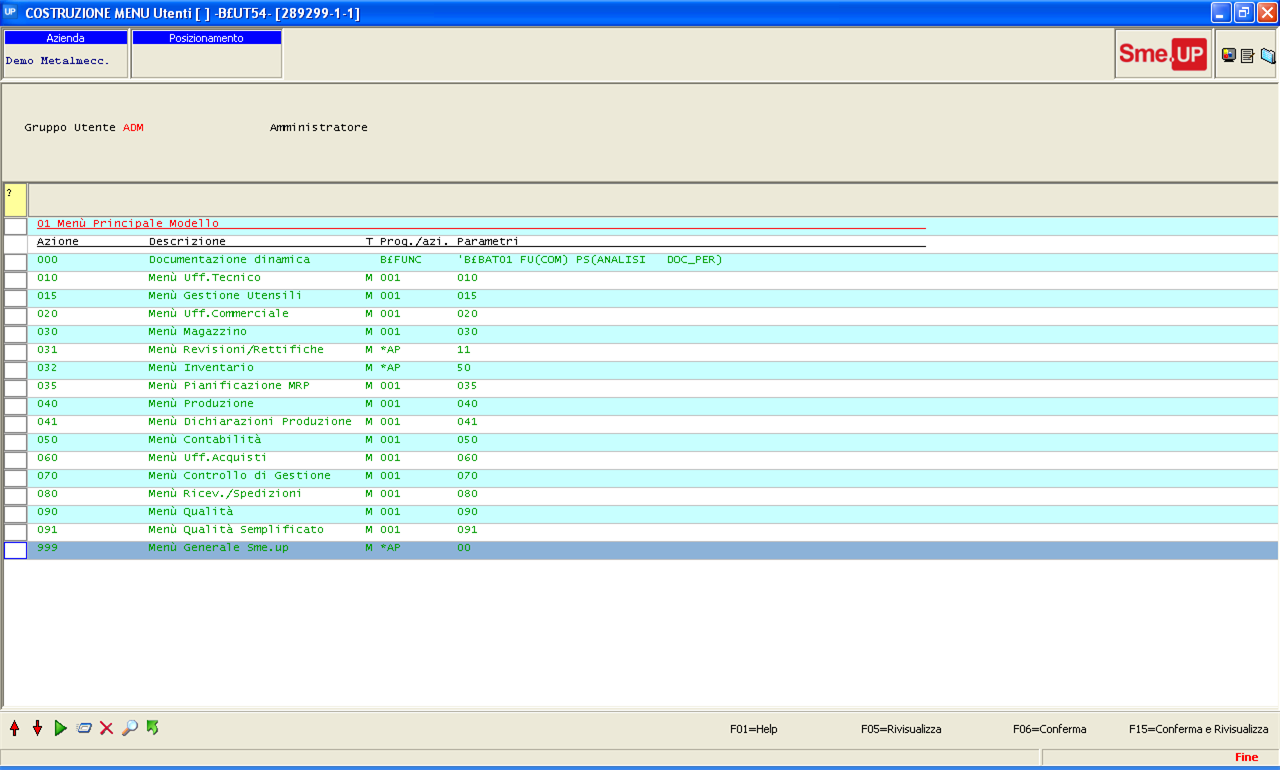 UP COSTRUZIONE MENU Utenti [ ] -B£UT54- [289299-1-1]
Azienda Posizionamento
Demo Metalmecc.
Sme.UP
Gruppo Utente ADM Amministratore
?
01 Menù Principale Modello
Azione Descrizione T Prog./azi. Parametri
000 Documentazione dinamica B£FUNC 'B£BAT01 FU(COM) PS(ANALISI DOC_PER)
010 Menù Uff.Tecnico M 001 010
015 Menù Gestione Utensili M 001 015
020 Menù Uff.Commerciale M 001 020
030 Menù Magazzino M 001 030
031 Menù Revisioni/Rettifiche M *AP 11
032 Menù Inventario M *AP 50
035 Menù Pianificazione MRP M 001 035
040 Menù Produzione M 001 040
041 Menù Dichiarazioni Produzione M 001 041
050 Menù Contabilità M 001 050
060 Menù Uff.Acquisti M 001 060
070 Menù Controllo di Gestione M 001 070
080 Menù Ricev./Spedizioni M 001 080
090 Menù Qualità M 001 090
091 Menù Qualità Semplificato M 001 091
999 Menù Generale Sme.up M *AP 00
F01=Help F05=Rivisualizza F06=Conferma F15=Conferma e Rivisualizza
Fine